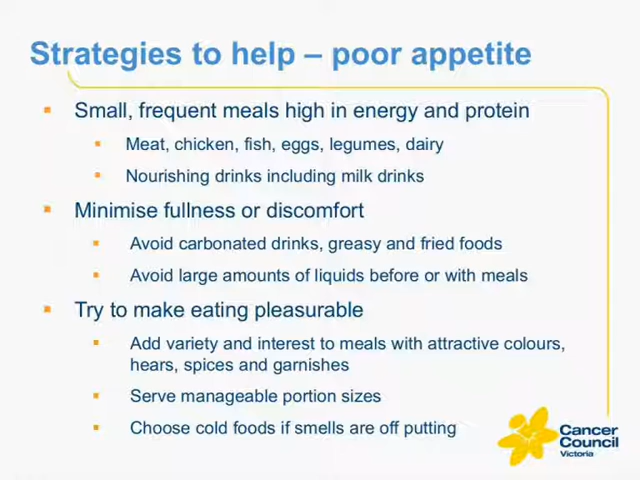 Strategies to help – poor appetite
Small, frequent meals high in energy and protein
Meat, chicken, fish, eggs, legumes, dairy
Nourishing drinks including milk drinks
Minimise fullness or discomfort
Avoid carbonated drinks, greasy and fried foods
Avoid large amounts of liquids before or with meals
Try to make eating pleasurable
Add variety and interest to meals with attractive colours,
hears, spices and garnishes
Serve manageable portion sizes
Choose cold foods if smells are off putting
Cancer
Council
Victoria